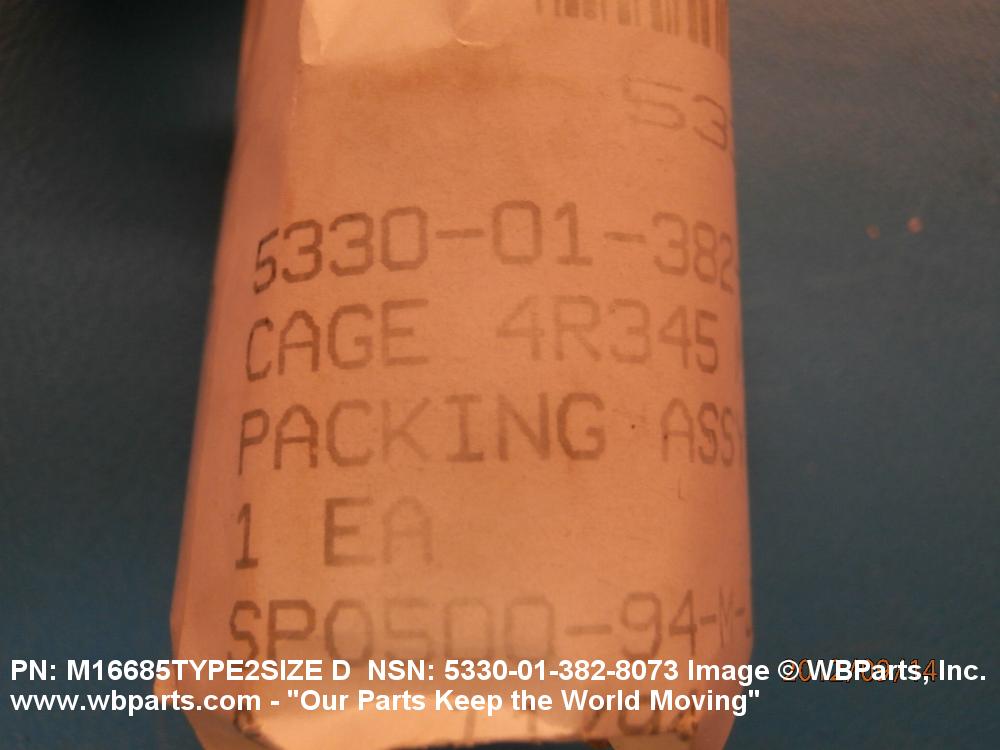 53
5330-01-382
CAGE 4R345
PACKING ASSY
1 EA
SP0500-94-M-
PN: M16685TYPE2SIZE D NSN: 5330-01-382-8073 Image © WBParts, Inc.
www.wbparts.com - "Our Parts Keep the World Moving"